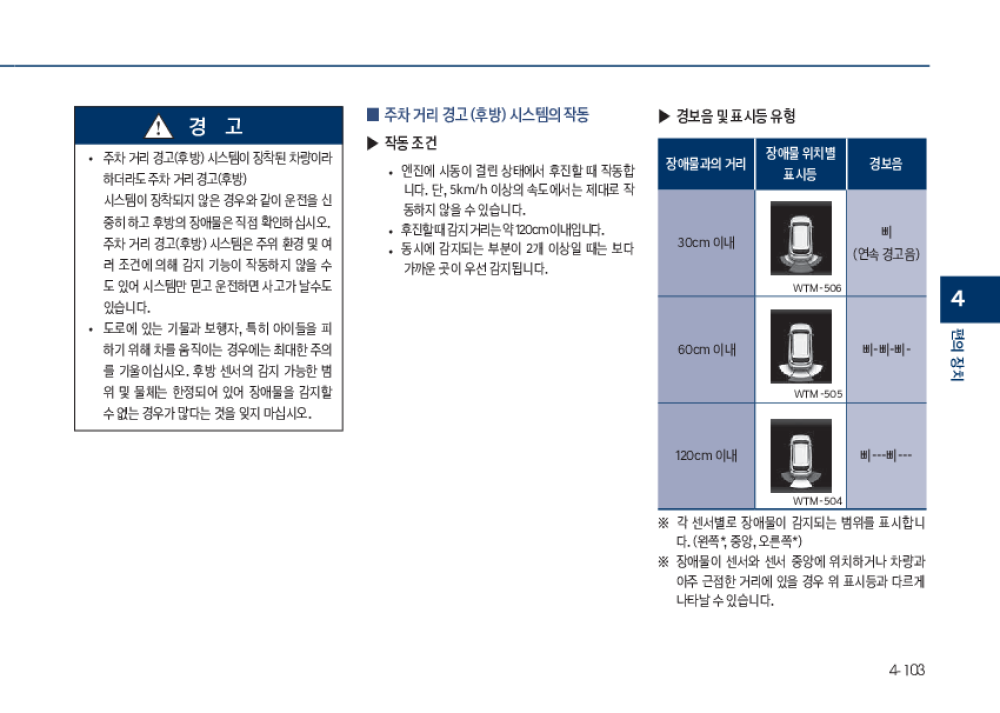 경 고
• 주차 거리 경고(후방) 시스템이 장착된 차량이라
하더라도 주차 거리 경고(후방)
시스템이 장착되지 않은 경우와 같이 운전을 신
중히 하고 후방의 장애물은 직접 확인하십시오.
주차 거리 경고(후방) 시스템은 주위 환경 및 여
러 조건에 의해 감지 기능이 작동하지 않을 수
도 있어 시스템만 믿고 운전하면 사고가 날수도
있습니다.
• 도로에 있는 기물과 보행자, 특히 아이들을 피
하기 위해 차를 움직이는 경우에는 최대한 주의
를 기울이십시오. 후방 센서의 감지 가능한 범
위 및 물체는 한정되어 있어 장애물을 감지할
수 없는 경우가 많다는 것을 잊지 마십시오.
■ 주차 거리 경고 (후방) 시스템의 작동
▶ 작동 조건
• 엔진에 시동이 걸린 상태에서 후진할 때 작동합
니다. 단, 5km/h 이상의 속도에서는 제대로 작
동하지 않을 수 있습니다.
• 후진할 때 감지 거리는 약 120cm 이내입니다.
• 동시에 감지되는 부분이 2개 이상일 때는 보다
가까운 곳이 우선 감지됩니다.
▶ 경보음 및 표시등 유형
장애물과의 거리
장애물 위치별
표시등
경보음
30cm 이내
WTM-506
삐
(연속 경고음)
60cm 이내
WTM-505
삐-삐-삐-
120cm 이내
WTM-504
삐---삐---
※ 각 센서별로 장애물이 감지되는 범위를 표시합니
다. (왼쪽*, 중앙, 오른쪽*)
※ 장애물이 센서와 센서 중앙에 위치하거나 차량과
아주 근접한 거리에 있을 경우 위 표시등과 다르게
나타날 수 있습니다.
4
편의 장치
4-103